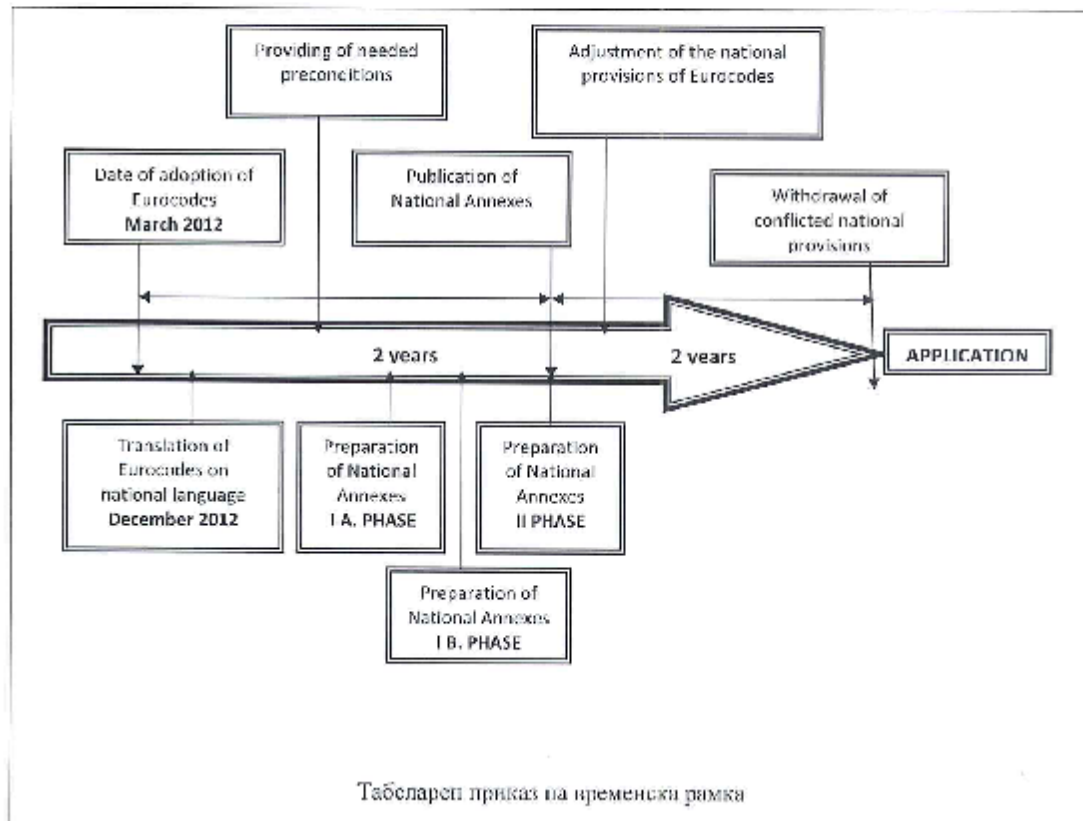 Providing of needed
preconditions
Adjustment of the national
provisions of Eurocodes
Date of adoption of
Eurocodes
March 2012
Publication of
National Annexes
Withdrawal of
conflicted national
provisions
2 years
2 years
APPLICATION
Translation of
Eurocodes on
national language
December 2012
Preparation
of National
Annexes
I A. PHASE
Preparation
of National
Annexes
II PHASE
Preparation of
National Annexes
I B. PHASE
Табеларен приказ на временска рамка